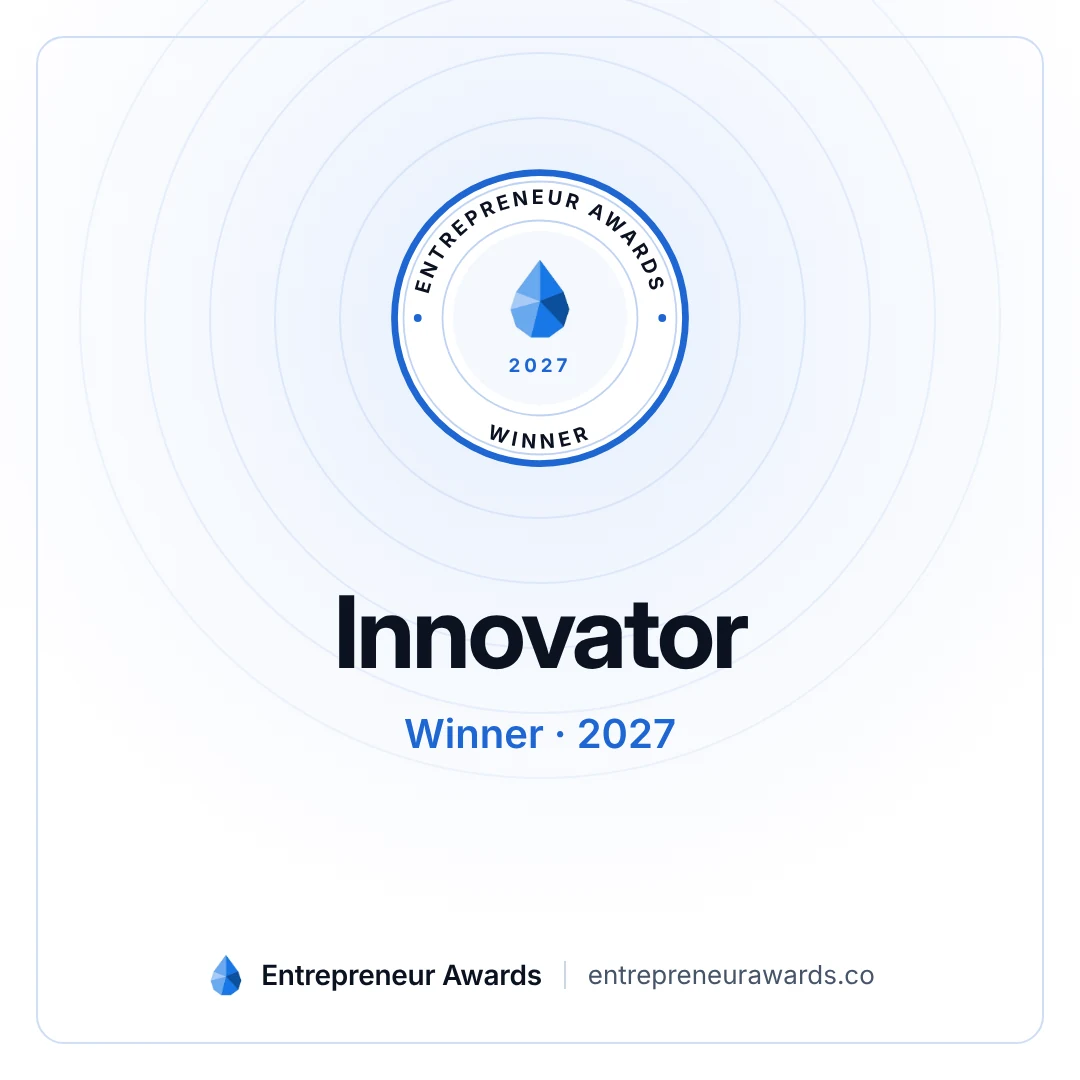 ENTREPRENEUR AWARDS
2027
WINNER
Innovator
Winner · 2027
Entrepreneur Awards
entrepreneurawards.co